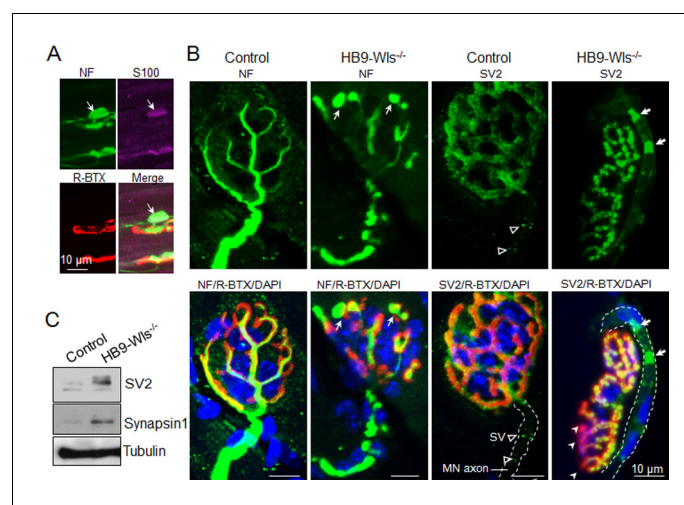 A
NF S100
R-BTX Merge
10 µm
B
Control HB9-Wls-/- Control HB9-Wls-/-
NF NF SV2 SV2
NF/R-BTX/DAPI NF/R-BTX/DAPI SV2/R-BTX/DAPI SV2/R-BTX/DAPI
SV
MN axon
10 µm
C
Control HB9-Wls-/-
SV2
Synapsin1
Tubulin